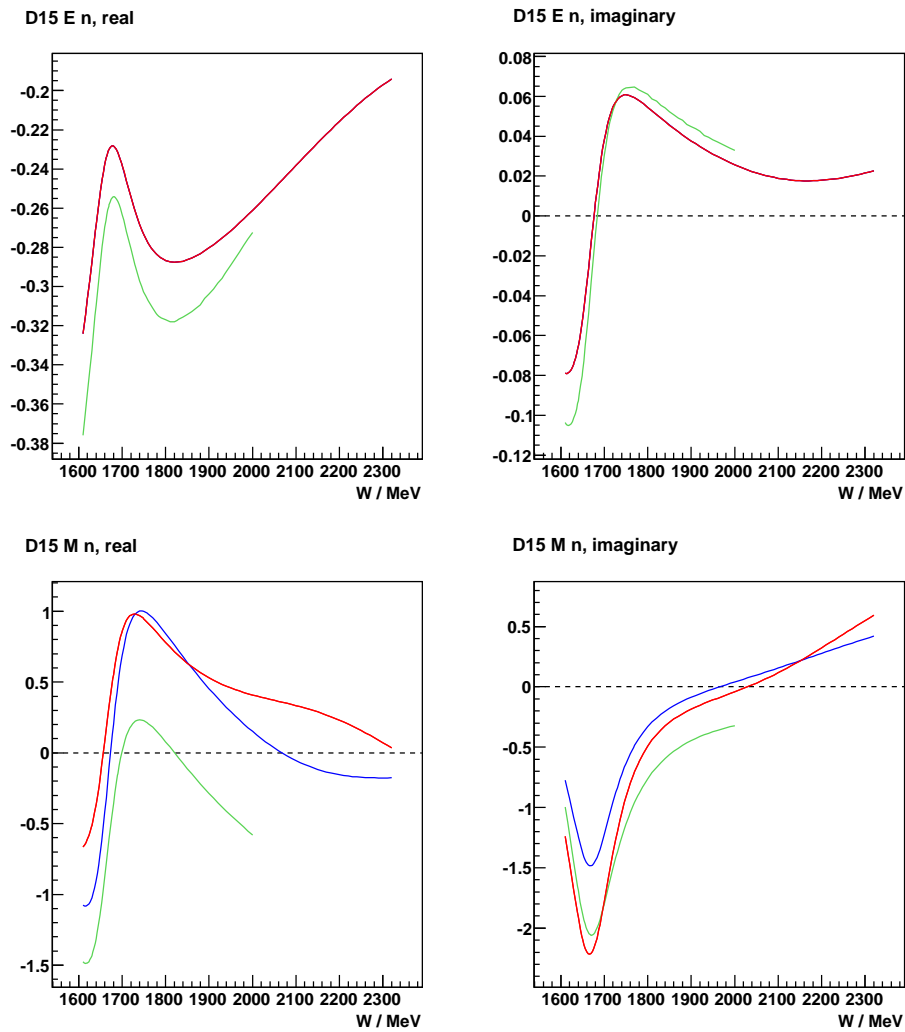 D15 E n, real
-0.2
-0.22
-0.24
-0.26
-0.28
-0.3
-0.32
-0.34
-0.36
-0.38
1600 1700 1800 1900 2000 2100 2200 2300
W / MeV
D15 E n, imaginary
0.08
0.06
0.04
0.02
0
-0.02
-0.04
-0.06
-0.08
-0.1
-0.12
1600 1700 1800 1900 2000 2100 2200 2300
W / MeV
D15 M n, real
1
0.5
0
-0.5
-1
-1.5
1600 1700 1800 1900 2000 2100 2200 2300
W / MeV
D15 M n, imaginary
0.5
0
-0.5
-1
-1.5
-2
1600 1700 1800 1900 2000 2100 2200 2300
W / MeV